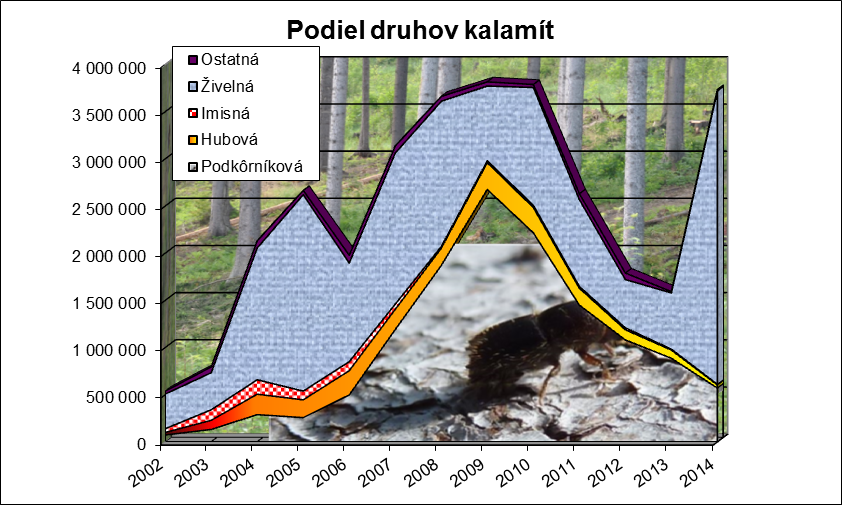 Podiel druhov kalamít
Ostatná
Živelná
Imisná
Hubová
Podkôrníková
4 000 000
3 500 000
3 000 000
2 500 000
2 000 000
1 500 000
1 000 000
500 000
0
2002
2003
2004
2005
2006
2007
2008
2009
2010
2011
2012
2013
2014